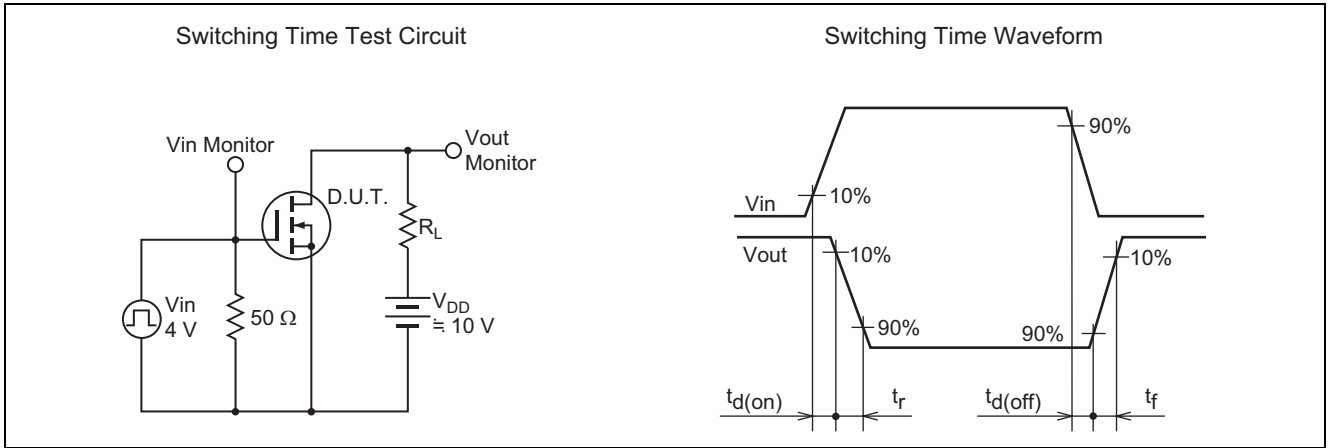 Switching Time Test Circuit
Vin Monitor
Vout
Monitor
D.U.T.
RL
Vin
4 V
50 Ω
VDD
≒ 10 V
Switching Time Waveform
90%
10%
Vin
Vout
10%
10%
90%
90%
td(on)
tr
td(off)
tf